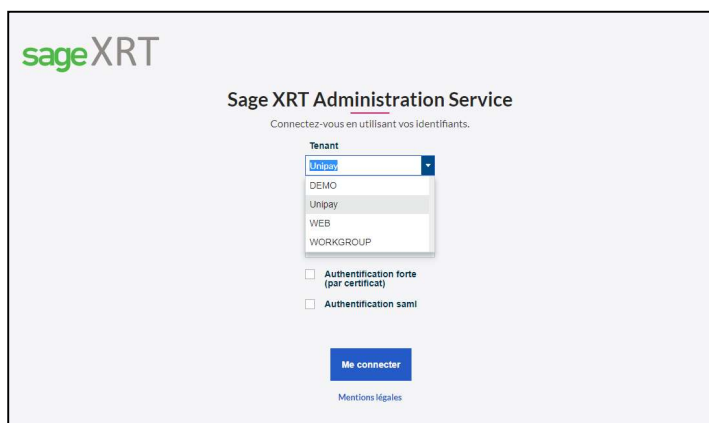 sage XRT
Sage XRT Administration Service
Connectez-vous en utilisant vos identifiants.
Tenant
Unipay
DEMO
Unipay
WEB
WORKGROUP
Authentification forte
(par certificat)
Authentification saml
Me connecter
Mentions légales